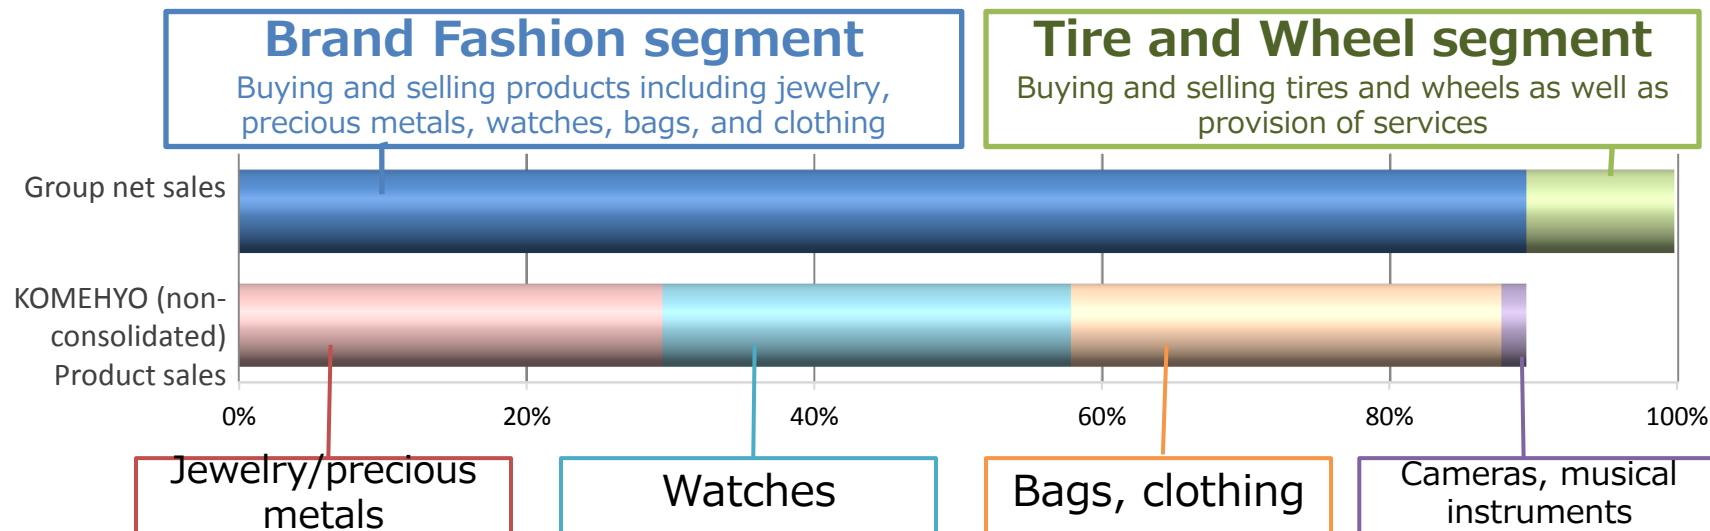 Brand Fashion segment
Buying and selling products including jewelry,
precious metals, watches, bags, and clothing
Tire and Wheel segment
Buying and selling tires and wheels as well as
provision of services
Group net sales
KOMEHYO (non-
consolidated)
Product sales
0%
20%
40%
60%
80%
100%
Jewelry/precious
metals
Watches
Bags, clothing
Cameras, musical
instruments